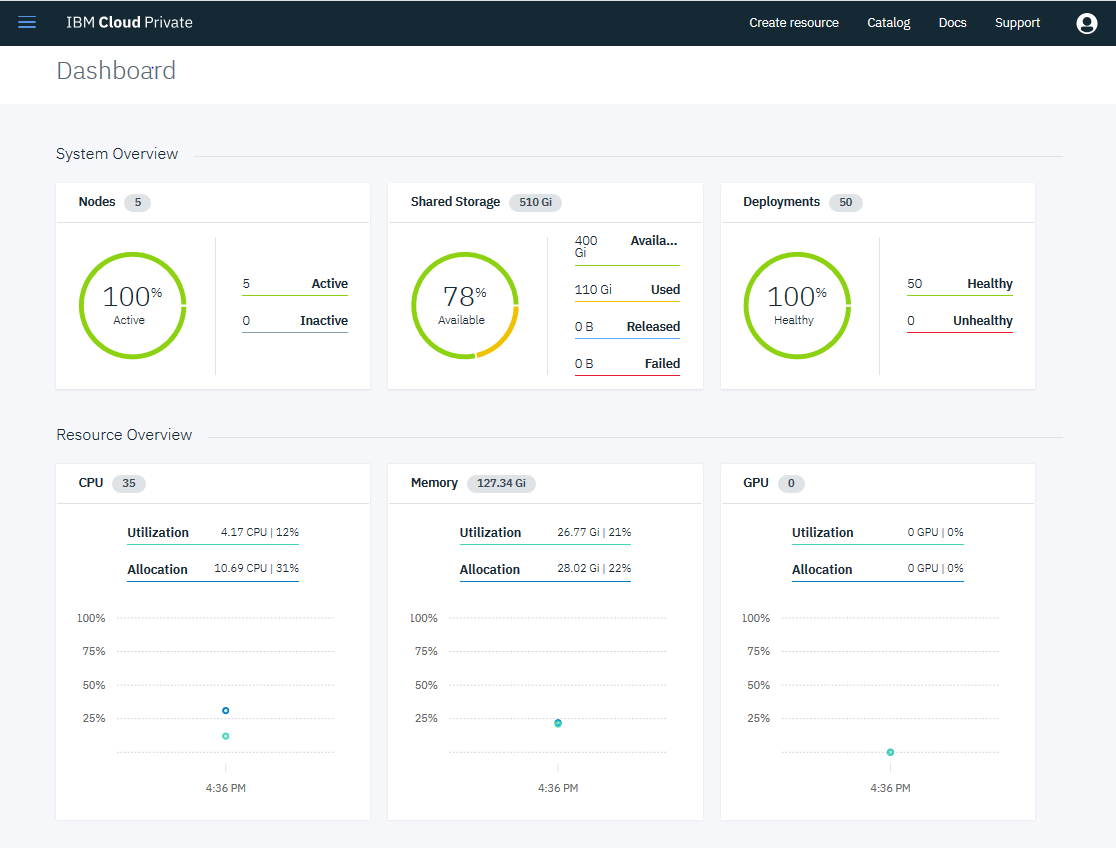 IBM Cloud Private
Create resource
Catalog
Docs
Support
Dashboard
System Overview
Nodes 5
100%
Active
5 Active
0 Inactive
Shared Storage 510 Gi
78%
Available
400 Gi Availa...
110 Gi Used
0 B Released
0 B Failed
Deployments 50
100%
Healthy
50 Healthy
0 Unhealthy
Resource Overview
CPU 35
Utilization 4.17 CPU | 12%
Allocation 10.69 CPU | 31%
100%
75%
50%
25%
4:36 PM
Memory 127.34 Gi
Utilization 26.77 Gi | 21%
Allocation 28.02 Gi | 22%
100%
75%
50%
25%
4:36 PM
GPU 0
Utilization 0 GPU | 0%
Allocation 0 GPU | 0%
100%
75%
50%
25%
4:36 PM